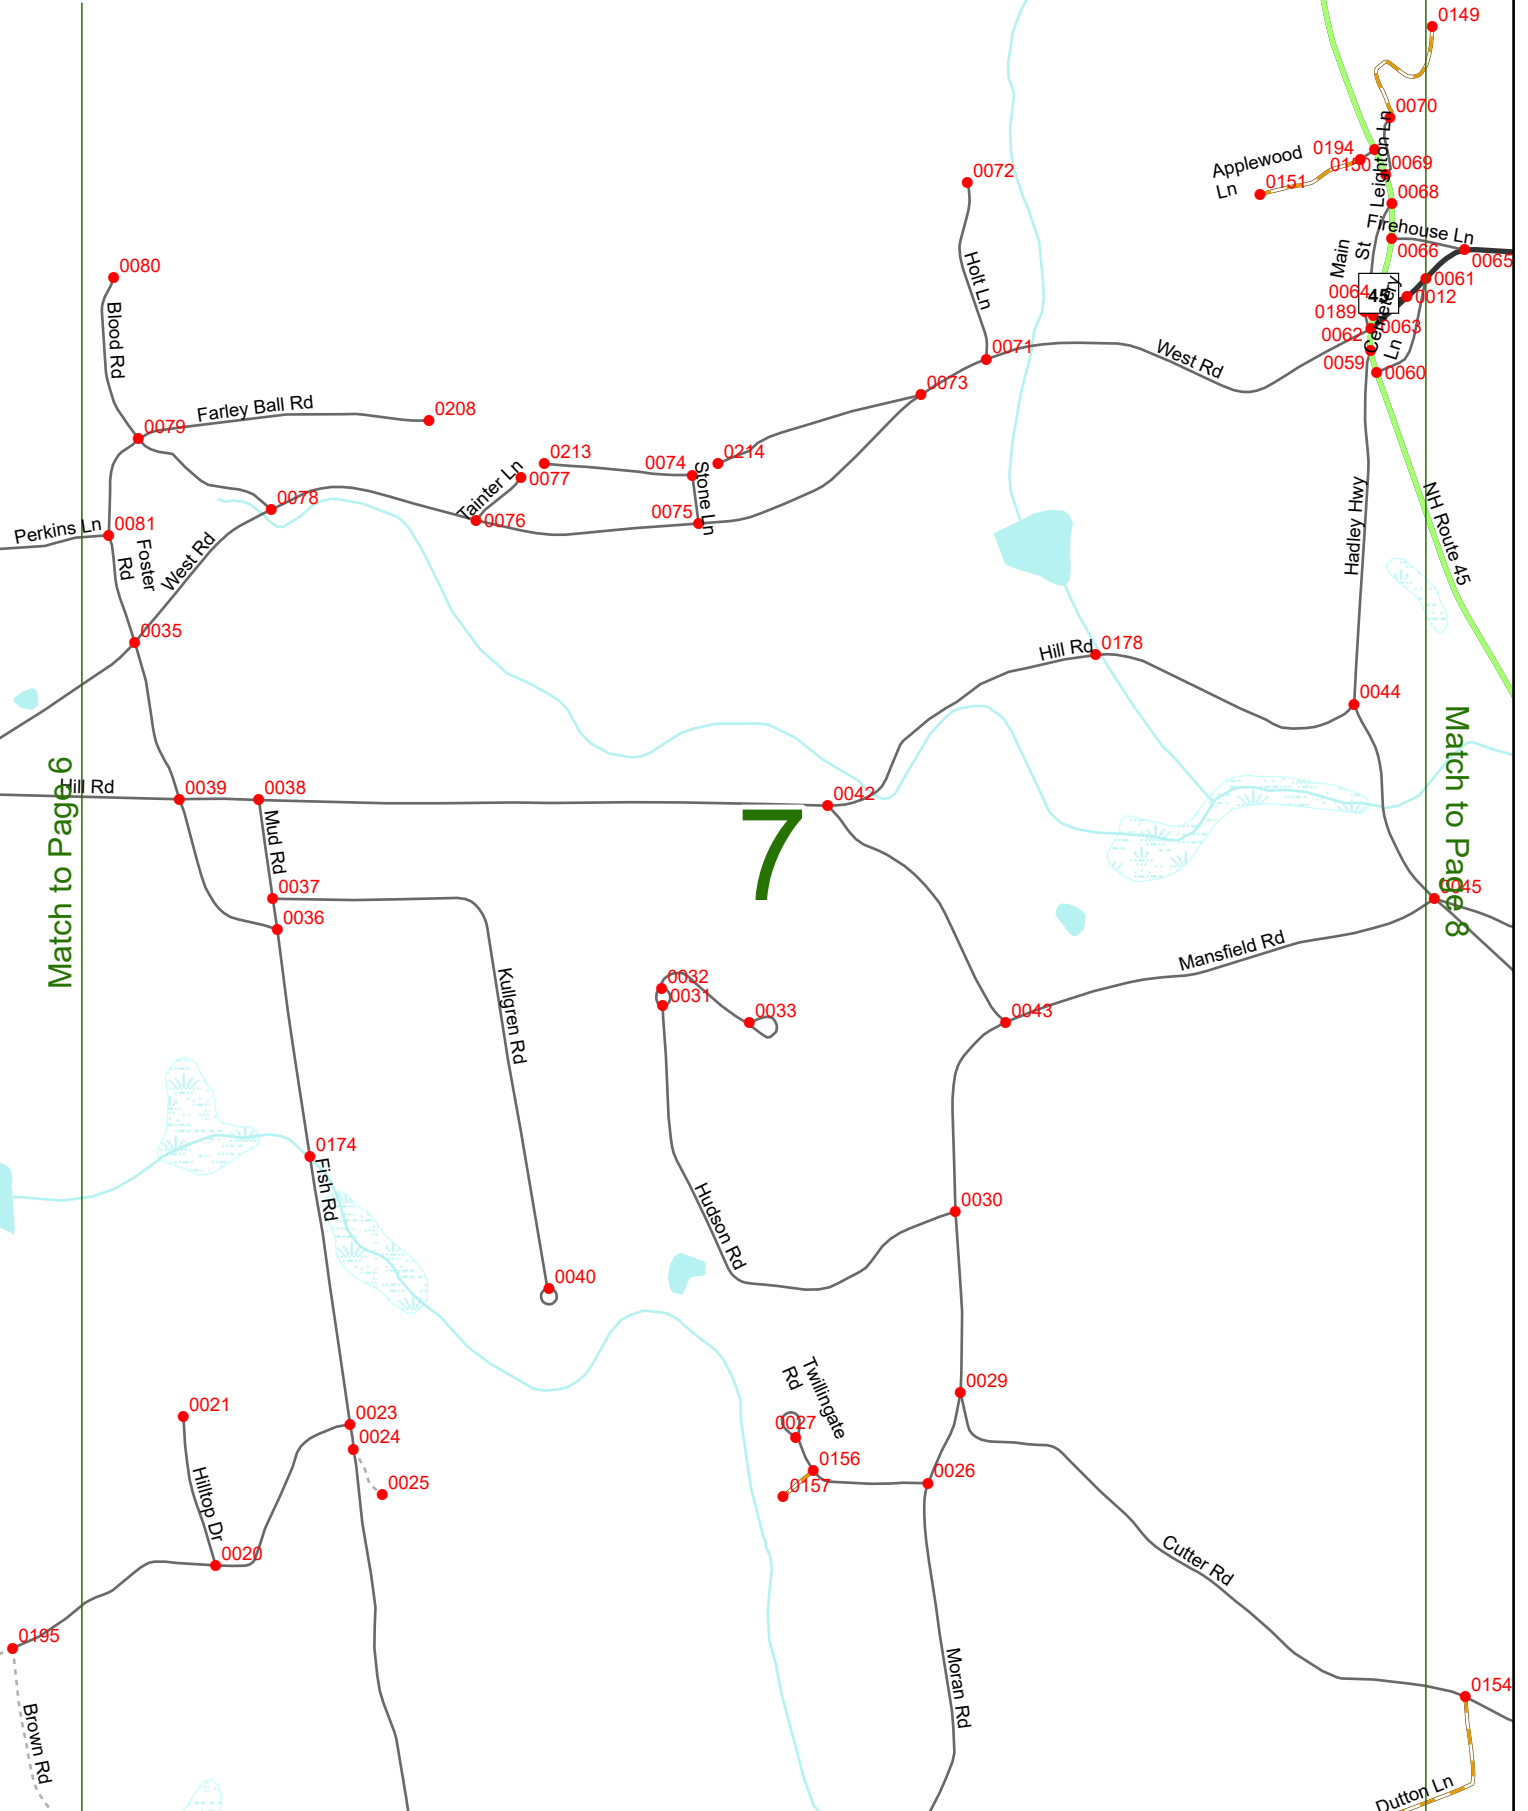 0149
0070
0194
Leighton Ln
0150
0069
Applewood
Ln
0151
0068
0072
Firehouse Ln
Main
St
0066
0065
0080
Holt Ln
0061
0064
45
0012
0189
Cemetery
Ln
0063
0062
Blood Rd
0071
West Rd
0059
0060
0073
Farley Ball Rd
0208
0079
0213
0074
0214
Tainter Ln
0077
Stone Ln
0078
0075
0076
Hadley Hwy
NH Route 45
Perkins Ln
0081
Foster
Rd
West Rd
0035
Hill Rd
0178
0044
Match to Page 6
Match to Page 8
Hill Rd
0039
0038
0042
Mud Rd
7
0037
0045
0036
Mansfield Rd
Kullgren Rd
0032
0031
0033
0043
0174
Fish Rd
Hudson Rd
0030
0040
Twillingate
Rd
0029
0021
0023
0027
0024
0156
0026
0025
0157
Hilltop Dr
0020
Cutter Rd
0195
Moran Rd
0154
Brown Rd
Dutton Ln